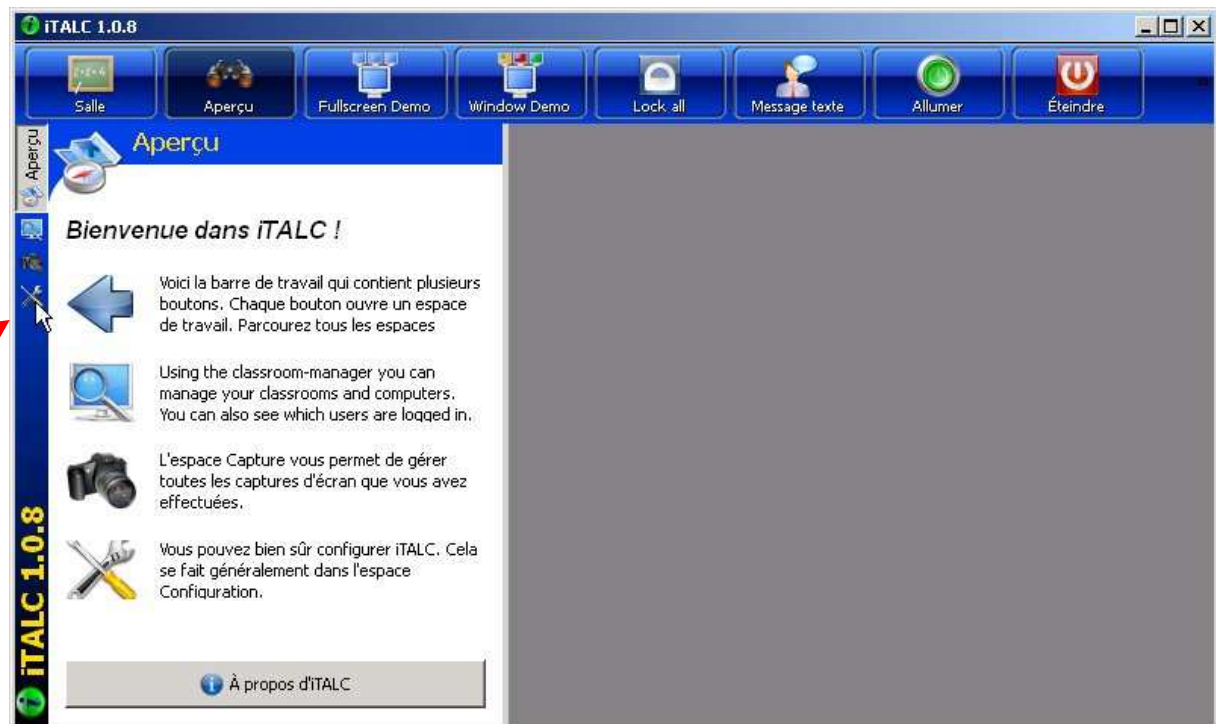 iTALC 1.0.8
Salle
Aperçu
Fullscreen Demo
Window Demo
Lock all
Message texte
Allumer
Éteindre
Aperçu
Aperçu
Bienvenue dans iTALC !
Voici la barre de travail qui contient plusieurs
boutons. Chaque bouton ouvre un espace
de travail. Parcourez tous les espaces
Using the classroom-manager you can
manage your classrooms and computers.
You can also see which users are logged in.
L'espace Capture vous permet de gérer
toutes les captures d'écran que vous avez
effectuées.
Vous pouvez bien sûr configurer iTALC. Cela
se fait généralement dans l'espace
Configuration.
À propos d'iTALC
iTALC 1.0.8